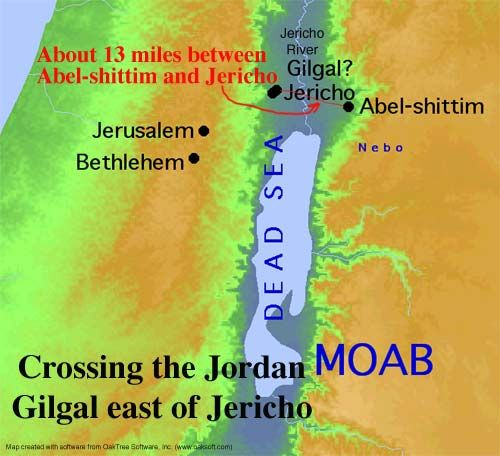 Jericho
River
About 13 miles between
Abel-shittim and Jericho
Gilgal?
Jericho
Abel-shittim
Jerusalem
Bethlehem
Nebo
DEAD SEA
MOAB
Crossing the Jordan
Gilgal east of Jericho
Map created with software from OakTree Software, Inc. (www.oaksoft.com)